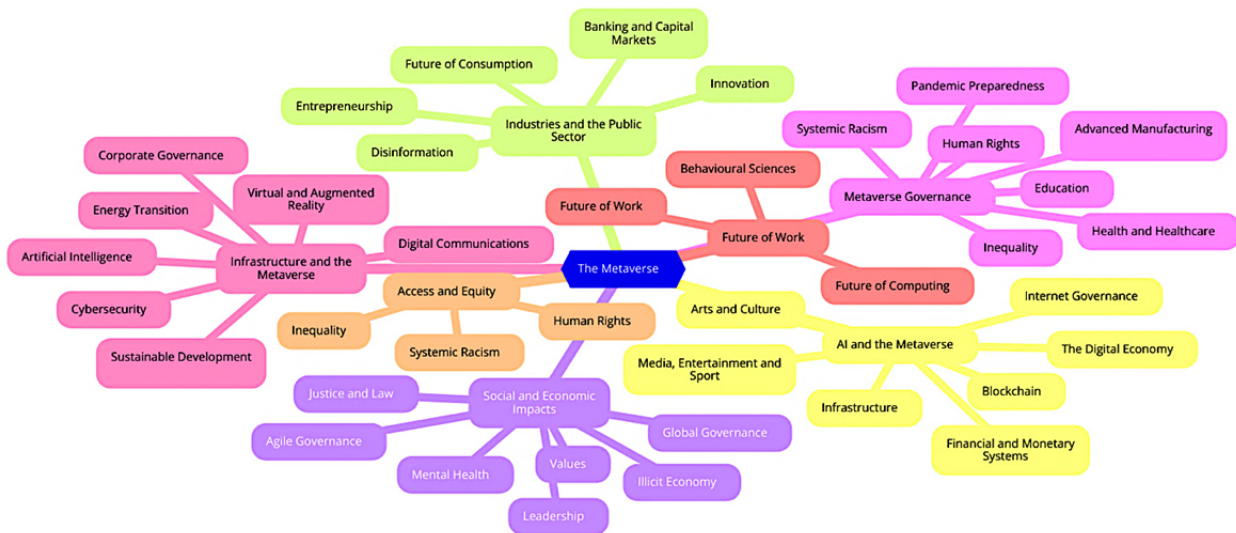 Banking and Capital
Markets
Future of Consumption
Innovation
Entrepreneurship
Industries and the Public
Sector
Disinformation
Corporate Governance
Virtual and Augmented
Reality
Energy Transition
Digital Communications
Artificial Intelligence
Infrastructure and the
Metaverse
Cybersecurity
Sustainable Development
Pandemic Preparedness
Systemic Racism
Human Rights
Advanced Manufacturing
Education
Metaverse Governance
Health and Healthcare
Inequality
Behavioural Sciences
Future of Work
Future of Work
Future of Computing
The Metaverse
Access and Equity
Inequality
Human Rights
Systemic Racism
Arts and Culture
Internet Governance
AI and the Metaverse
The Digital Economy
Media, Entertainment and
Sport
Blockchain
Infrastructure
Financial and Monetary
Systems
Justice and Law
Social and Economic
Impacts
Agile Governance
Global Governance
Mental Health
Values
Illicit Economy
Leadership